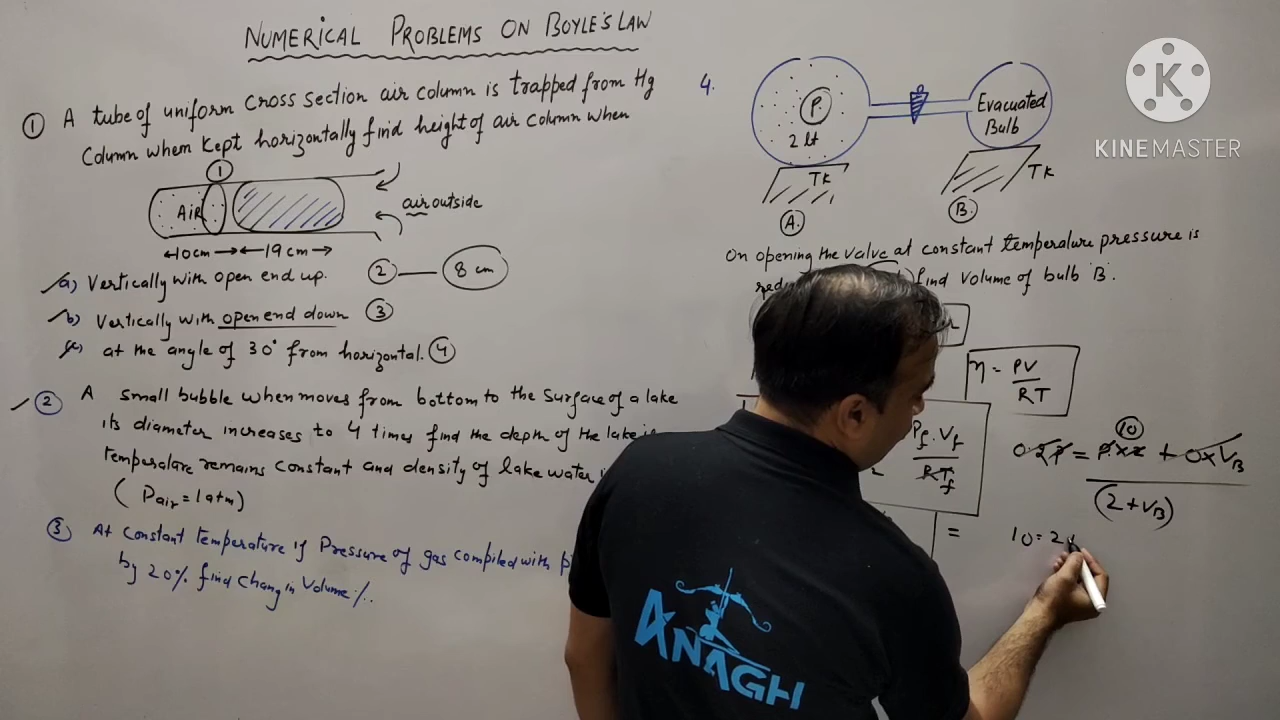 NUMERICAL PROBLEMS ON BOYLE'S LAW
① A tube of uniform cross section air column is trapped from Hg
Column when kept horizontally find height of air column when
①
AIR
air outside
10cm 19cm
a) Vertically with open end up. ② — 8 cm
b) Vertically with open end down ③
c) at the angle of 30° from horizontal. ④
② A small bubble when moves from bottom to the surface of a lake
its diameter increases to 4 times find the depth of the lake
temperature remains constant and density of lake water
(Pair = 1atm)
③ At constant temperature if Pressure of gas compiled with
by 20% find change in Volume %.
4.
P
2 lt
Evacuated
Bulb
TK
TK
A.
B.
On opening the valve at constant temperature pressure is
find volume of bulb 'B'.
η = PV
RT
Pf . Vf
RTf
10
+ 0xVB
(2+VB)
=
10=2
ANAGH
K
KINEMASTER